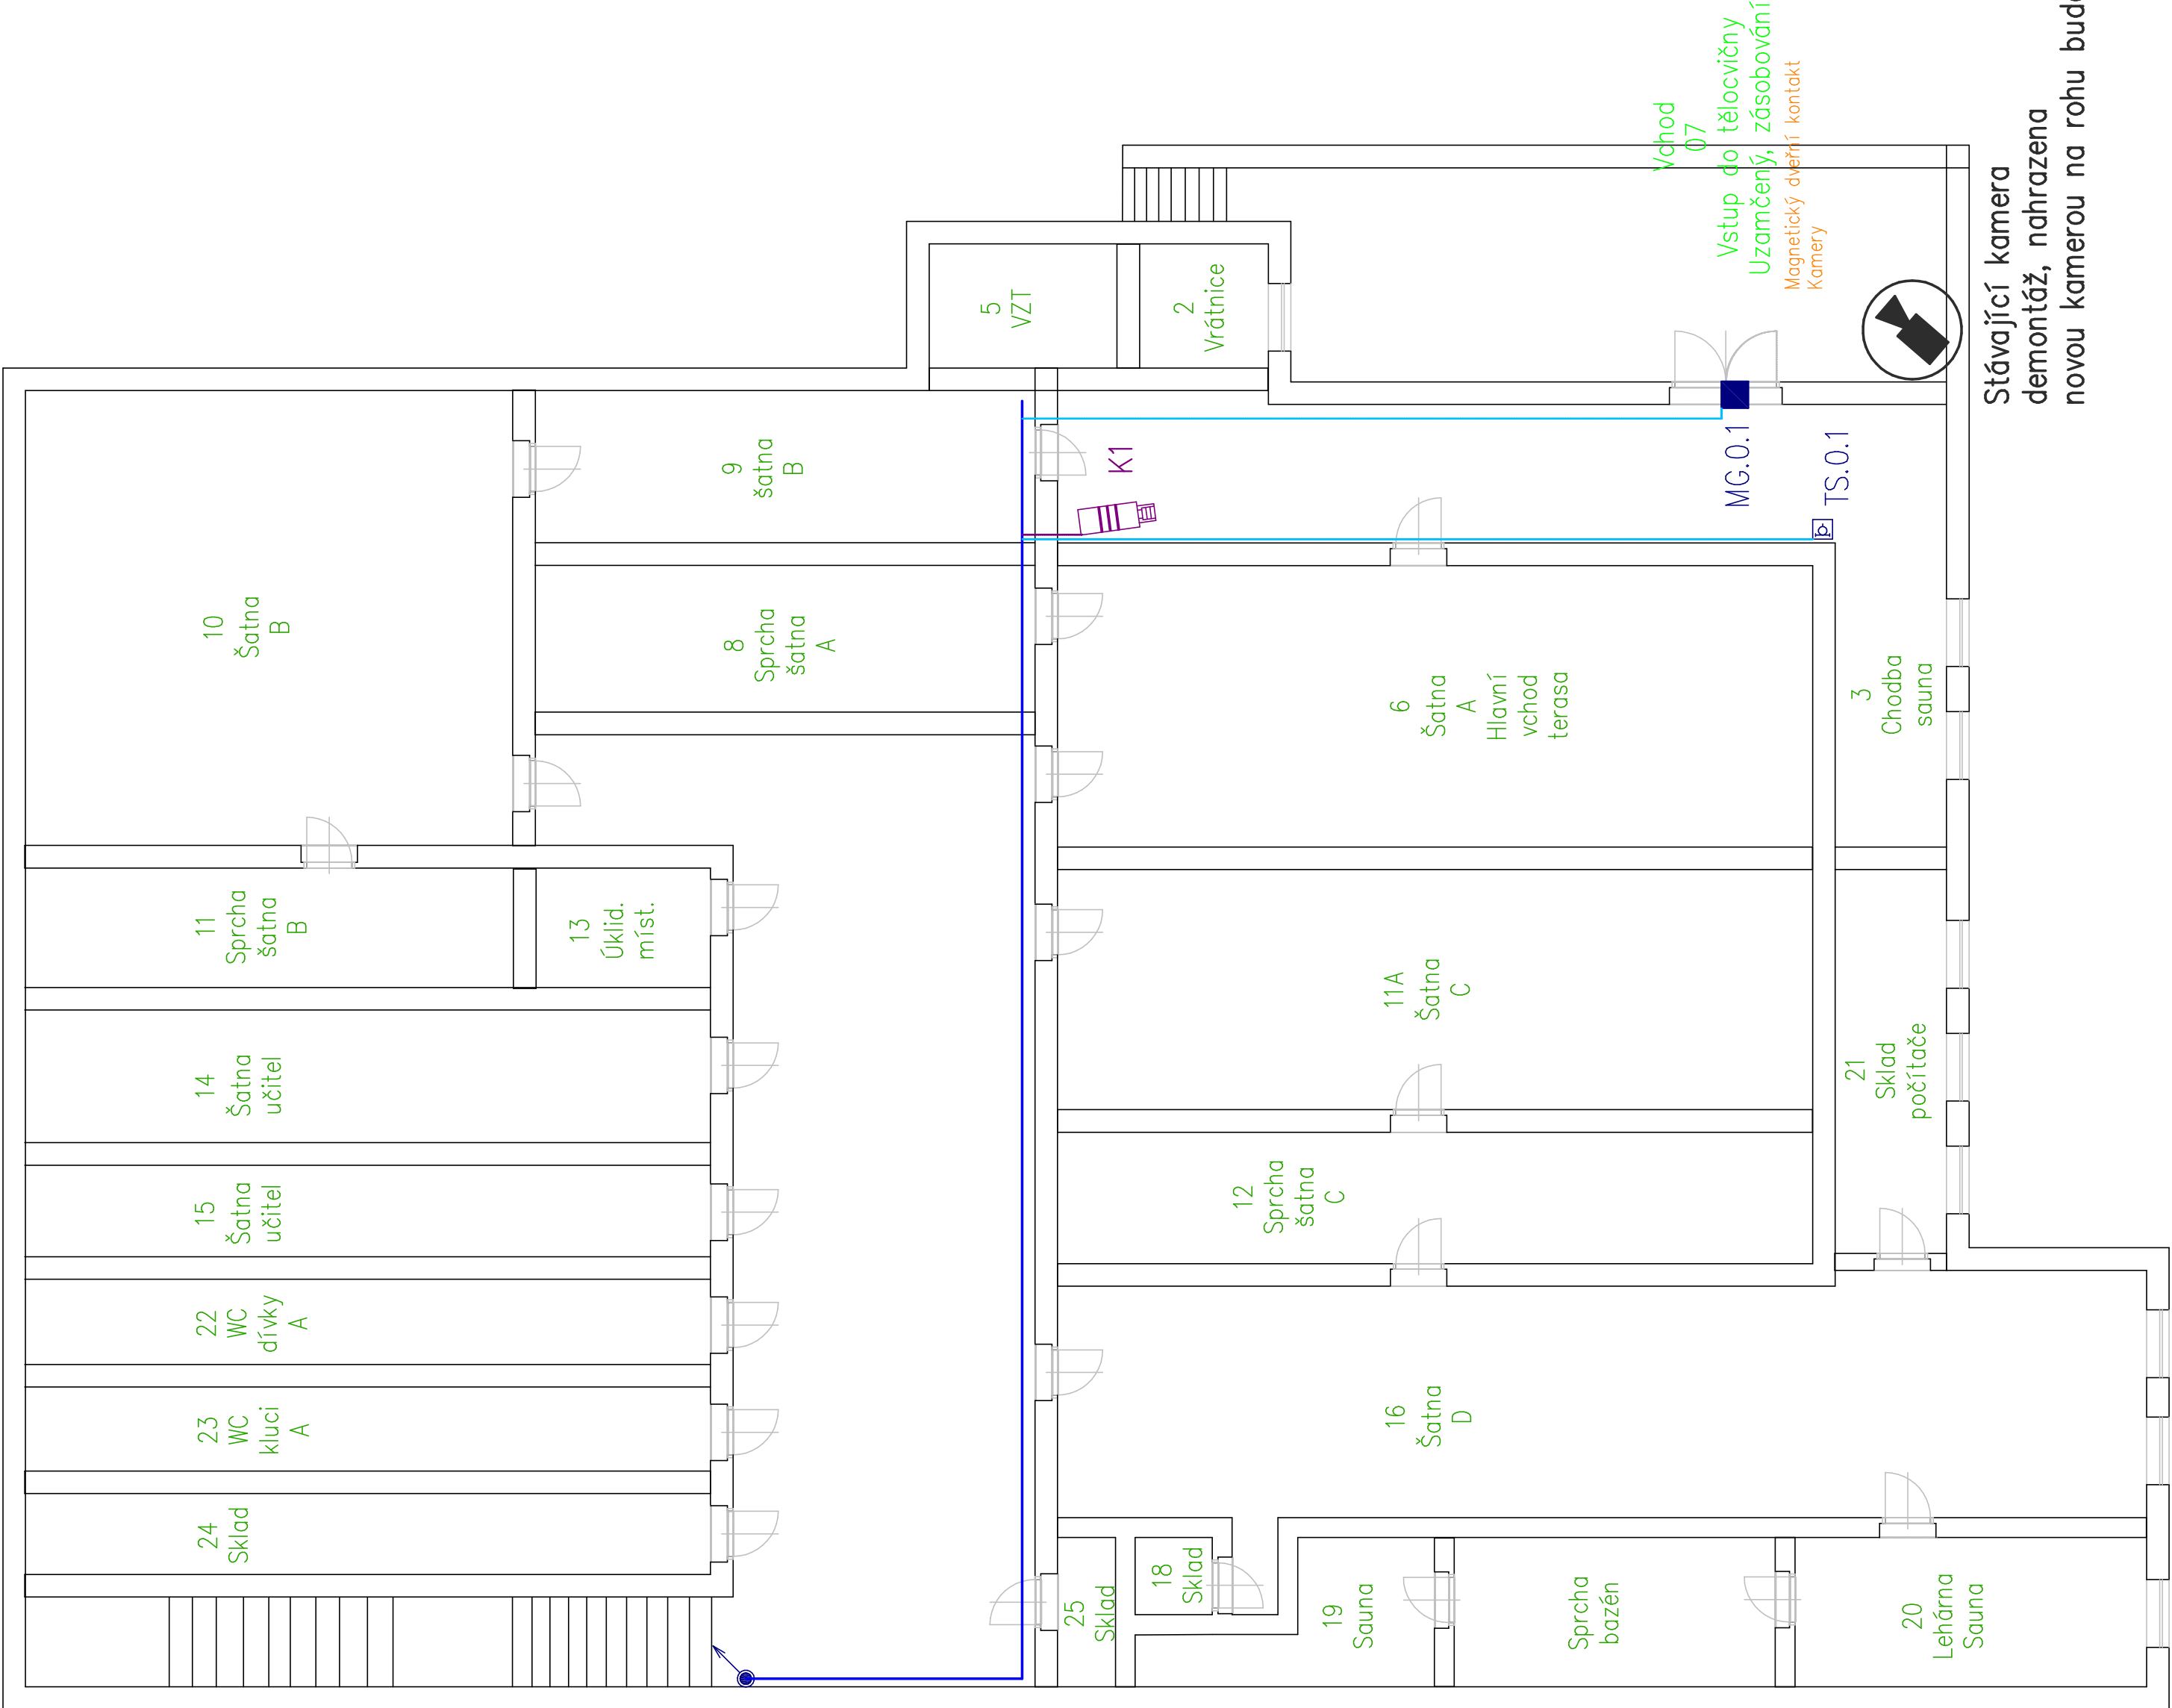 10
Šatna
B
9
šatna
B
8
Sprcha
šatna
A
5
VZT
2
Vrátnice
Vchod
07
Vstup do tělocvičny
Uzamčený, zásobování
Magnetický dveřní kontakt
Kamery
Stávající kamera
demontáž, nahrazena
novou kamerou na rohu
K1
MG.0.1
TS.0.1
6
Šatna
A
Hlavní
vchod
terasa
3
Chodba
sauna
11
Sprcha
šatna
B
13
Úklid.
míst.
14
Šatna
učitel
11A
Šatna
C
21
Sklad
počítače
15
Šatna
učitel
12
Sprcha
šatna
C
22
WC
dívky
A
23
WC
kluci
A
16
Šatna
D
24
Sklad
25
Sklad
18
Sklad
19
Sauna
Sprcha
bazén
20
Lehárna
Sauna